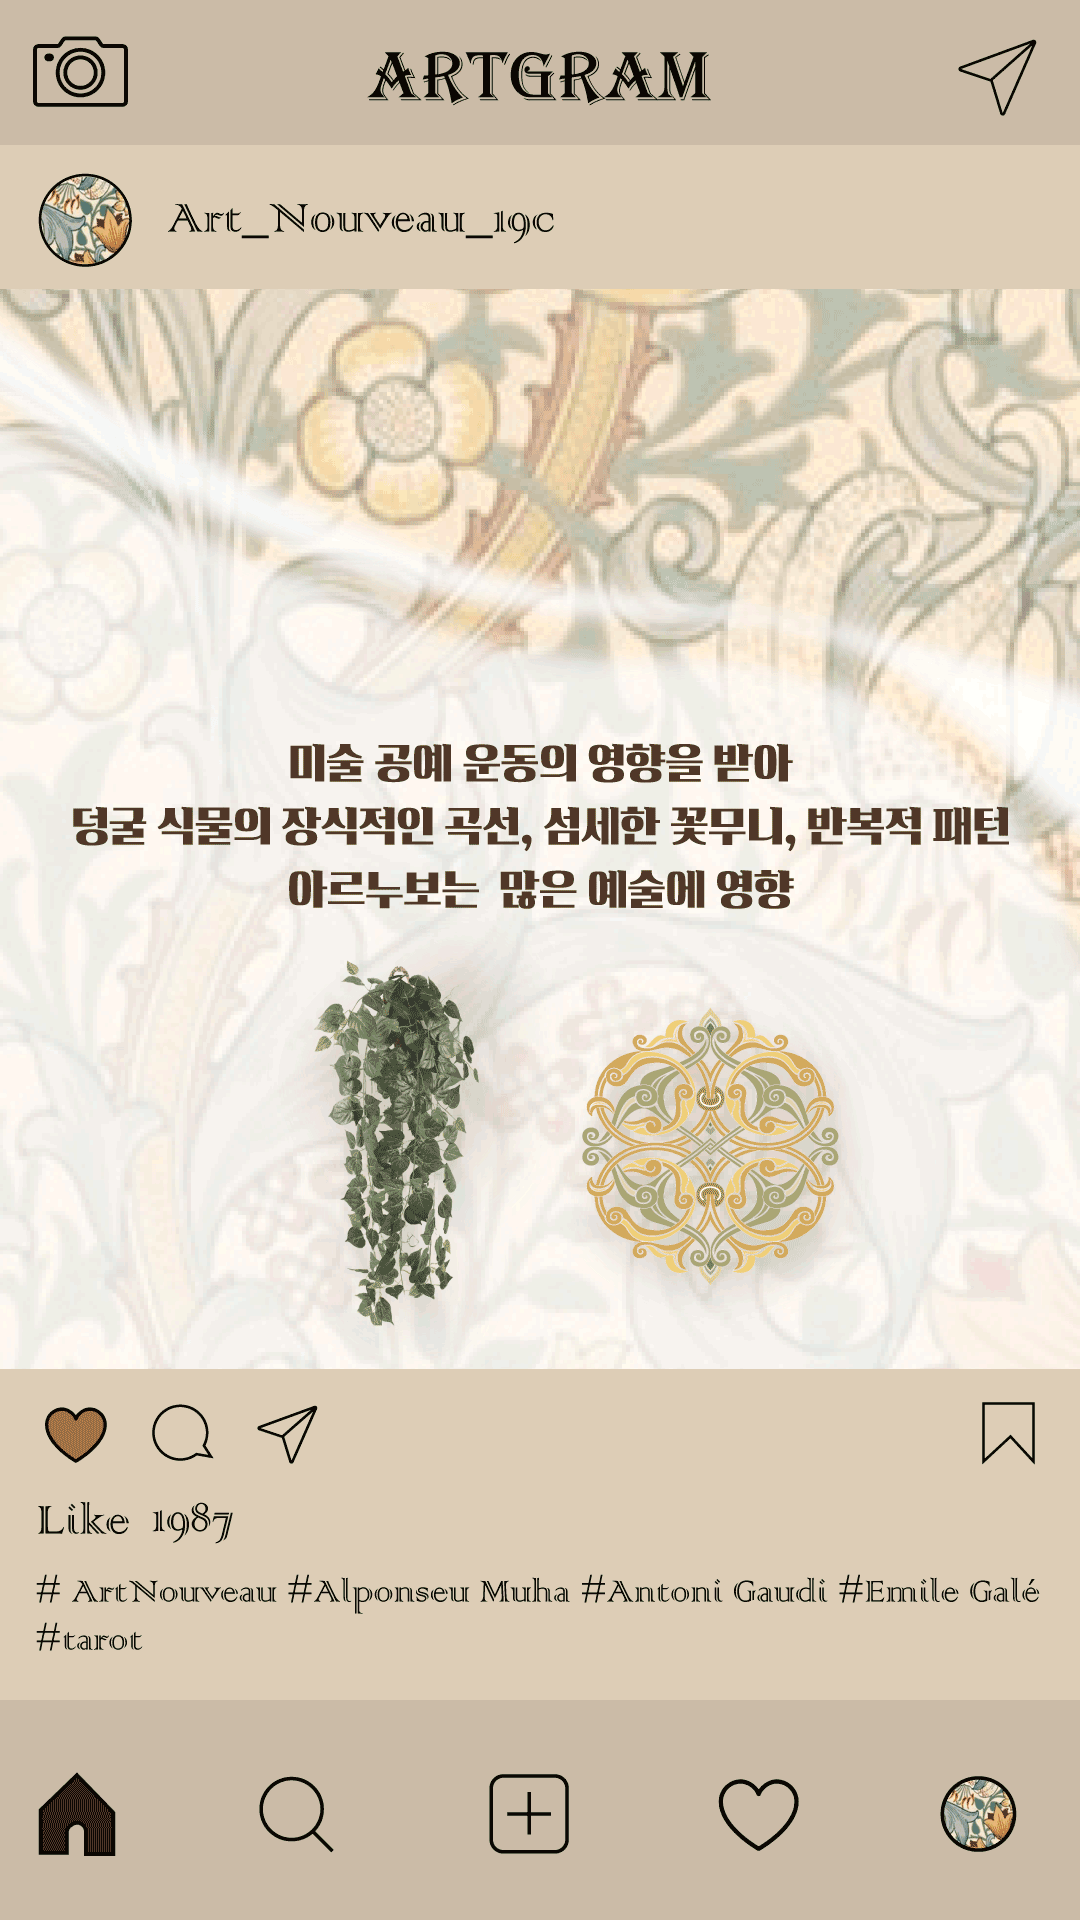 ARTGRAM
Art_Nouveau_19c
미술 공예 운동의 영향을 받아
덩굴 식물의 장식적인 곡선, 섬세한 꽃무늬, 반복적 패턴
아르누보는 많은 예술에 영향
Like 1987
# ArtNouveau #Alponseu Muha #Antoni Gaudi #Emile Galé
#tarot